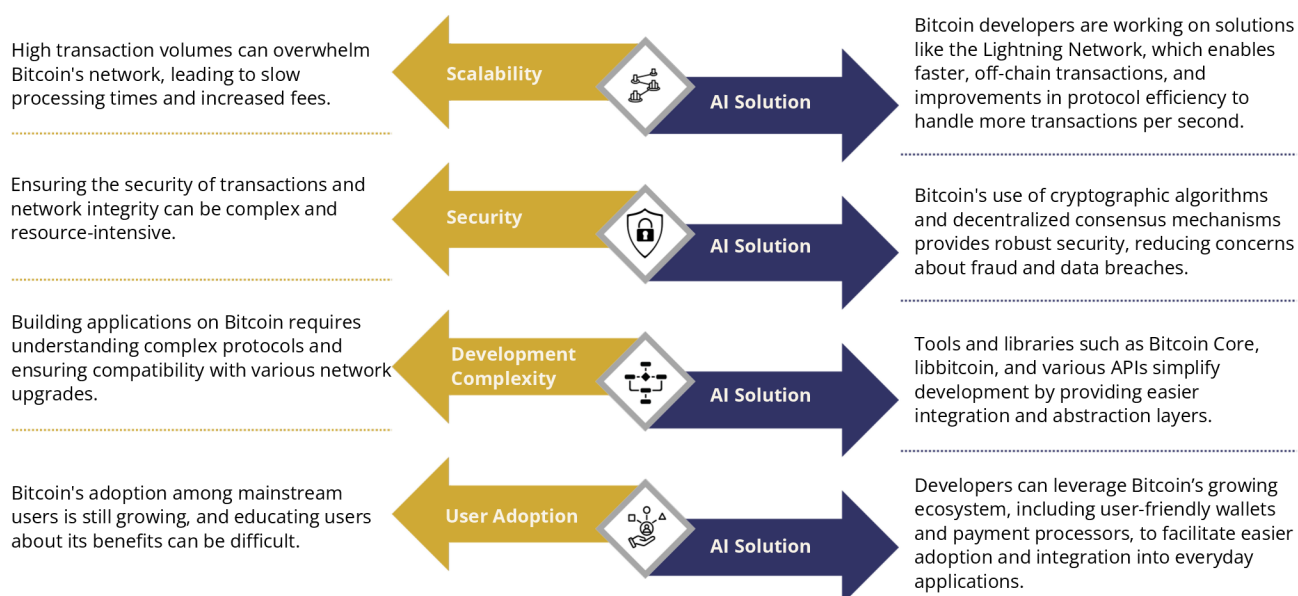 High transaction volumes can overwhelm
Bitcoin's network, leading to slow
processing times and increased fees.
Scalability
AI Solution
Bitcoin developers are working on solutions
like the Lightning Network, which enables
faster, off-chain transactions, and
improvements in protocol efficiency to
handle more transactions per second.
Ensuring the security of transactions and
network integrity can be complex and
resource-intensive.
Security
AI Solution
Bitcoin's use of cryptographic algorithms
and decentralized consensus mechanisms
provides robust security, reducing concerns
about fraud and data breaches.
Building applications on Bitcoin requires
understanding complex protocols and
ensuring compatibility with various network
upgrades.
Development
Complexity
AI Solution
Tools and libraries such as Bitcoin Core,
libbitcoin, and various APIs simplify
development by providing easier
integration and abstraction layers.
Bitcoin's adoption among mainstream
users is still growing, and educating users
about its benefits can be difficult.
User Adoption
AI Solution
Developers can leverage Bitcoin’s growing
ecosystem, including user-friendly wallets
and payment processors, to facilitate easier
adoption and integration into everyday
applications.